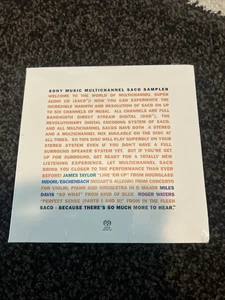 SONY MUSIC MULTICHANNEL SACD SAMPLER
WELCOME TO THE WORLD OF MULTICHANNEL SUPER
AUDIO CD (SACD®)! NOW YOU CAN EXPERIENCE THE
INCREDIBLE WARMTH AND RESOLUTION OF SACD ON UP
TO SIX CHANNELS OF MUSIC. ALL CHANNELS ARE FULL
BANDWIDTH DIRECT STREAM DIGITAL (DSD®), THE
REVOLUTIONARY DIGITAL ENCODING SYSTEM OF SACD.
AND ALL MULTICHANNEL SACDS HAVE BOTH A STEREO
AND A MULTICHANNEL MIX AVAILABLE ON THE DISC AT
ALL TIMES, SO THIS DISC WILL PLAY SUPERBLY ON YOUR
STEREO SYSTEM EVEN IF YOU DON'T HAVE A FULL
SURROUND SPEAKER SYSTEM YET. BUT IF YOU'RE SET
UP FOR SURROUND, GET READY FOR A TOTALLY NEW
LISTENING EXPERIENCE. LET MULTICHANNEL SACD
BRING YOU CLOSER TO THE PERFORMANCE THAN EVER
BEFORE! JAMES TAYLOR "LINE 'EM UP" FROM HOURGLASS
MIDORI/ESCHENBACH MOZART'S ALLEGRO FROM CONCERTO
FOR VIOLIN, PIANO AND ORCHESTRA IN D MAJOR MILES
DAVIS "SO WHAT" FROM KIND OF BLUE ROGER WATERS
"PERFECT SENSE (PARTS I AND II)" FROM IN THE FLESH
SACD - BECAUSE THERE'S SO MUCH MORE TO HEAR.™